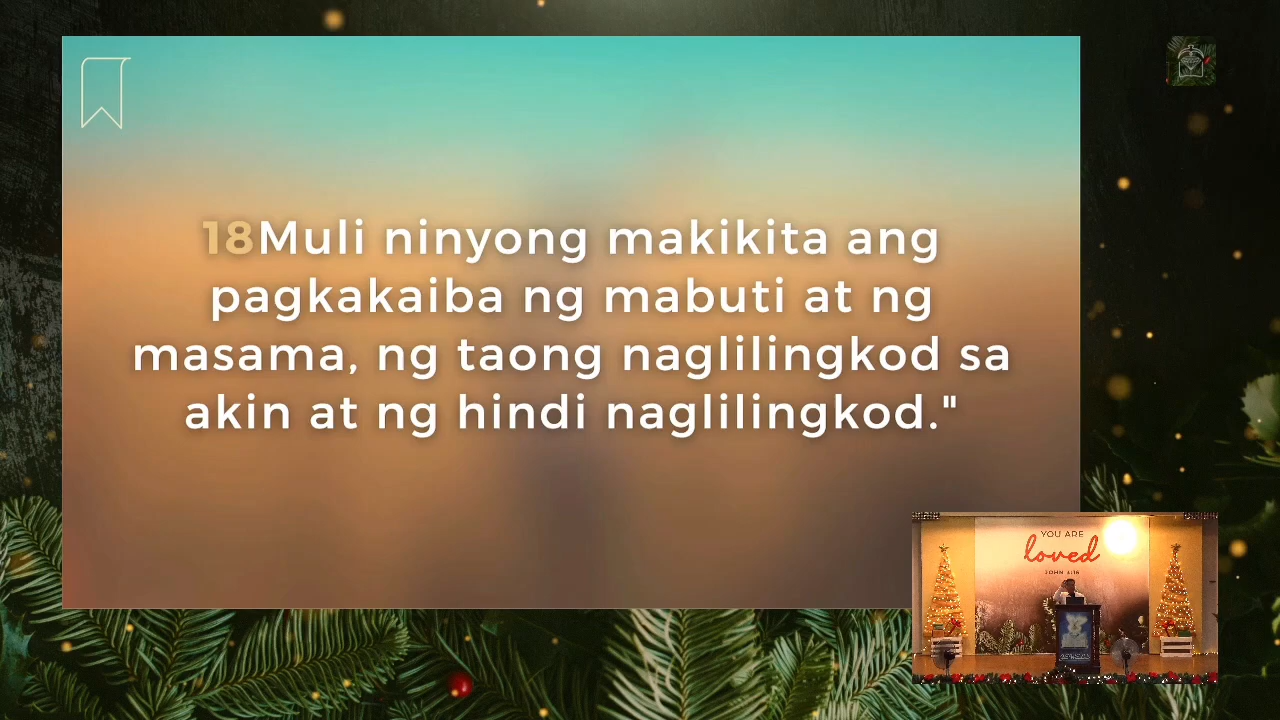 18Muli ninyong makikita ang
pagkakaiba ng mabuti at ng
masama, ng taong naglilingkod sa
akin at ng hindi naglilingkod."
YOU ARE
loved